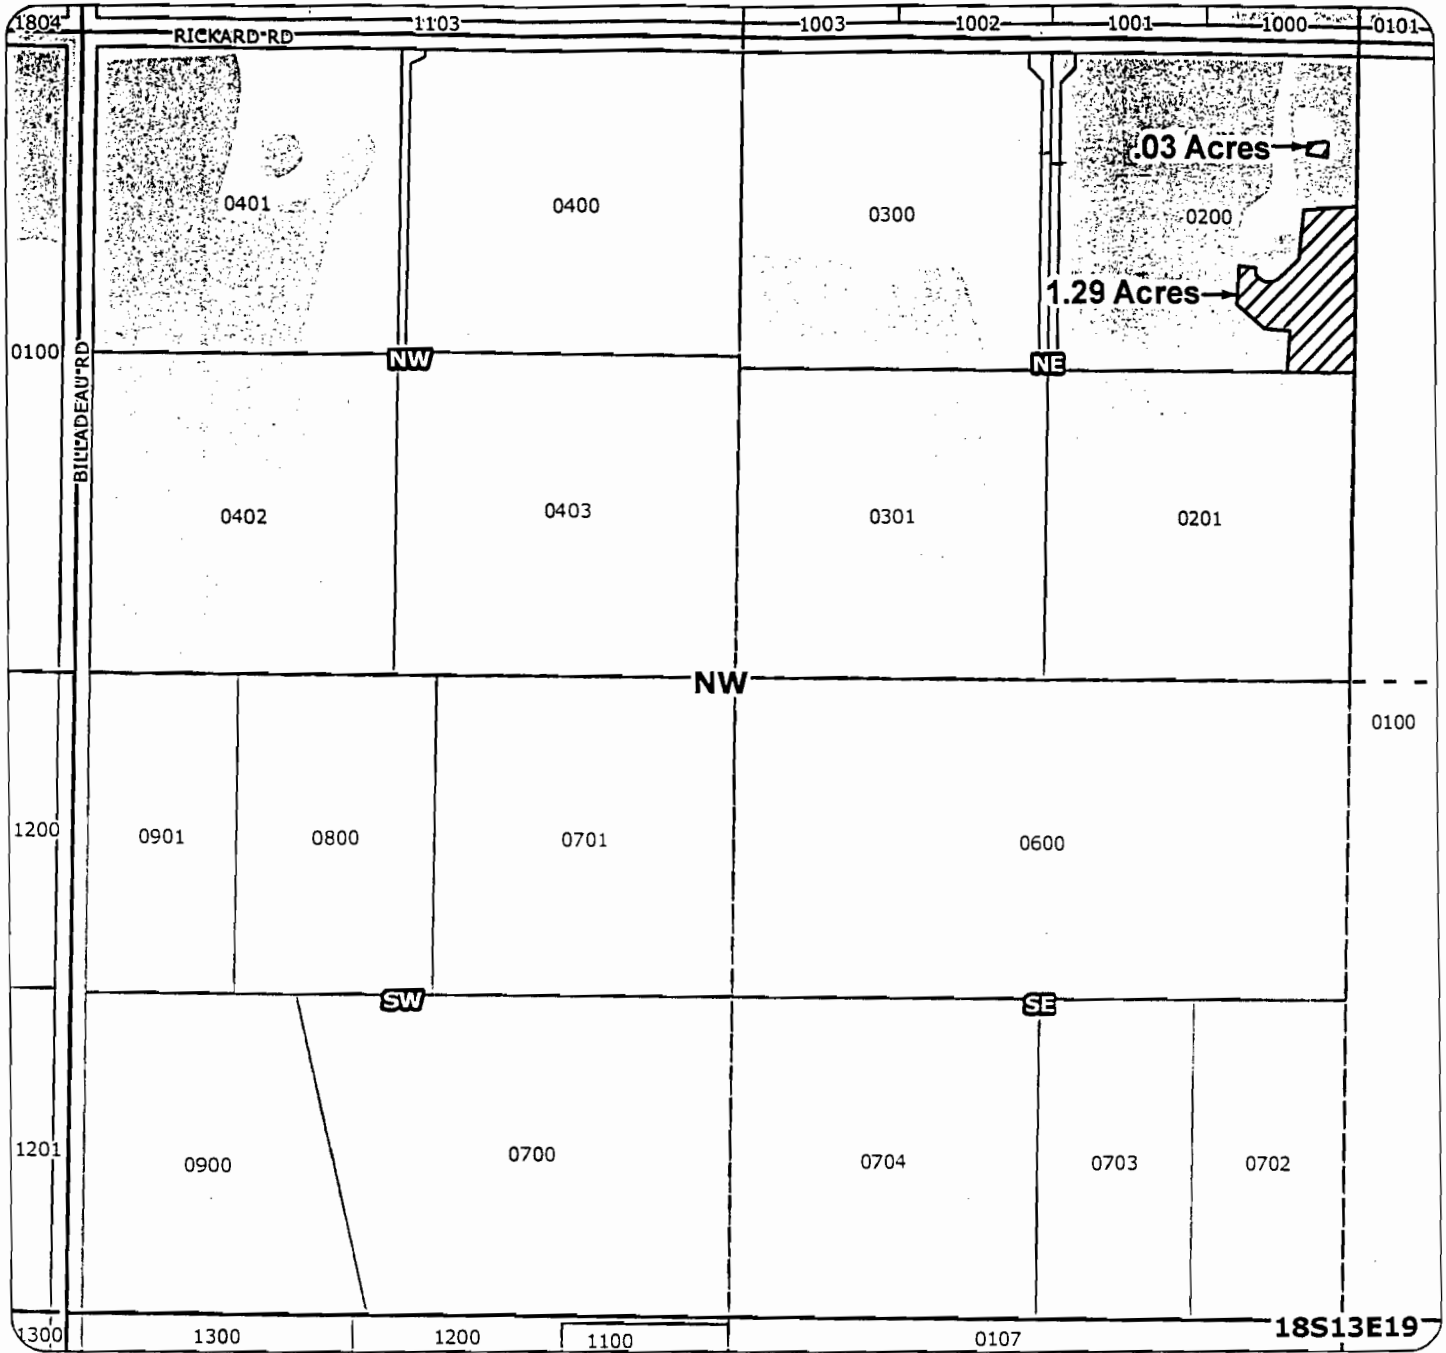 1804 1103 1003 1002 1001 1000 0101
RICKARD RD
.03 Acres
0401 0400 0300 0200
1.29 Acres
0100 NW NE
BILLADEAU RD
0402 0403 0301 0201
NW
0100
1200 0901 0800 0701 0600
SW SE
1201 0900 0700 0704 0703 0702
18S13E19
1300 1300 1200 1100 0107